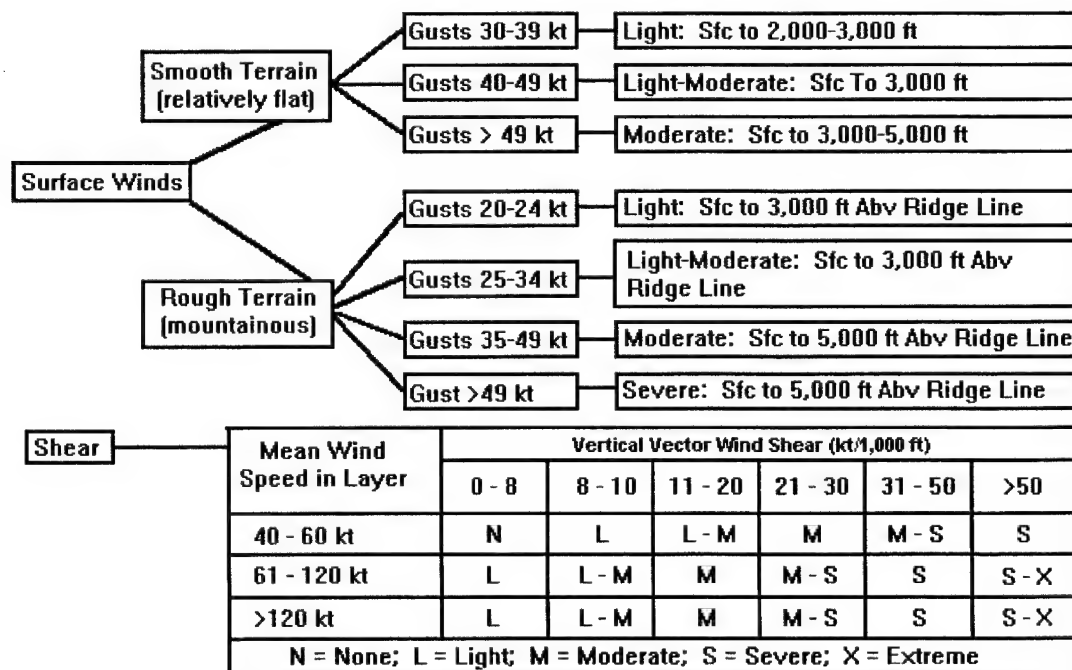 Surface Winds
Smooth Terrain
(relatively flat)
Gusts 30-39 kt
Light: Sfc to 2,000-3,000 ft
Gusts 40-49 kt
Light-Moderate: Sfc To 3,000 ft
Gusts > 49 kt
Moderate: Sfc to 3,000-5,000 ft
Rough Terrain
(mountainous)
Gusts 20-24 kt
Light: Sfc to 3,000 ft Abv Ridge Line
Gusts 25-34 kt
Light-Moderate: Sfc to 3,000 ft Abv
Ridge Line
Gusts 35-49 kt
Moderate: Sfc to 5,000 ft Abv Ridge Line
Gust >49 kt
Severe: Sfc to 5,000 ft Abv Ridge Line
Shear
Mean Wind
Speed in Layer
Vertical Vector Wind Shear (kt/1,000 ft)
0 - 8 8 - 10 11 - 20 21 - 30 31 - 50 >50
40 - 60 kt N L L - M M M - S S
61 - 120 kt L L - M M M - S S S - X
>120 kt L L - M M M - S S S - X
N = None; L = Light; M = Moderate; S = Severe; X = Extreme